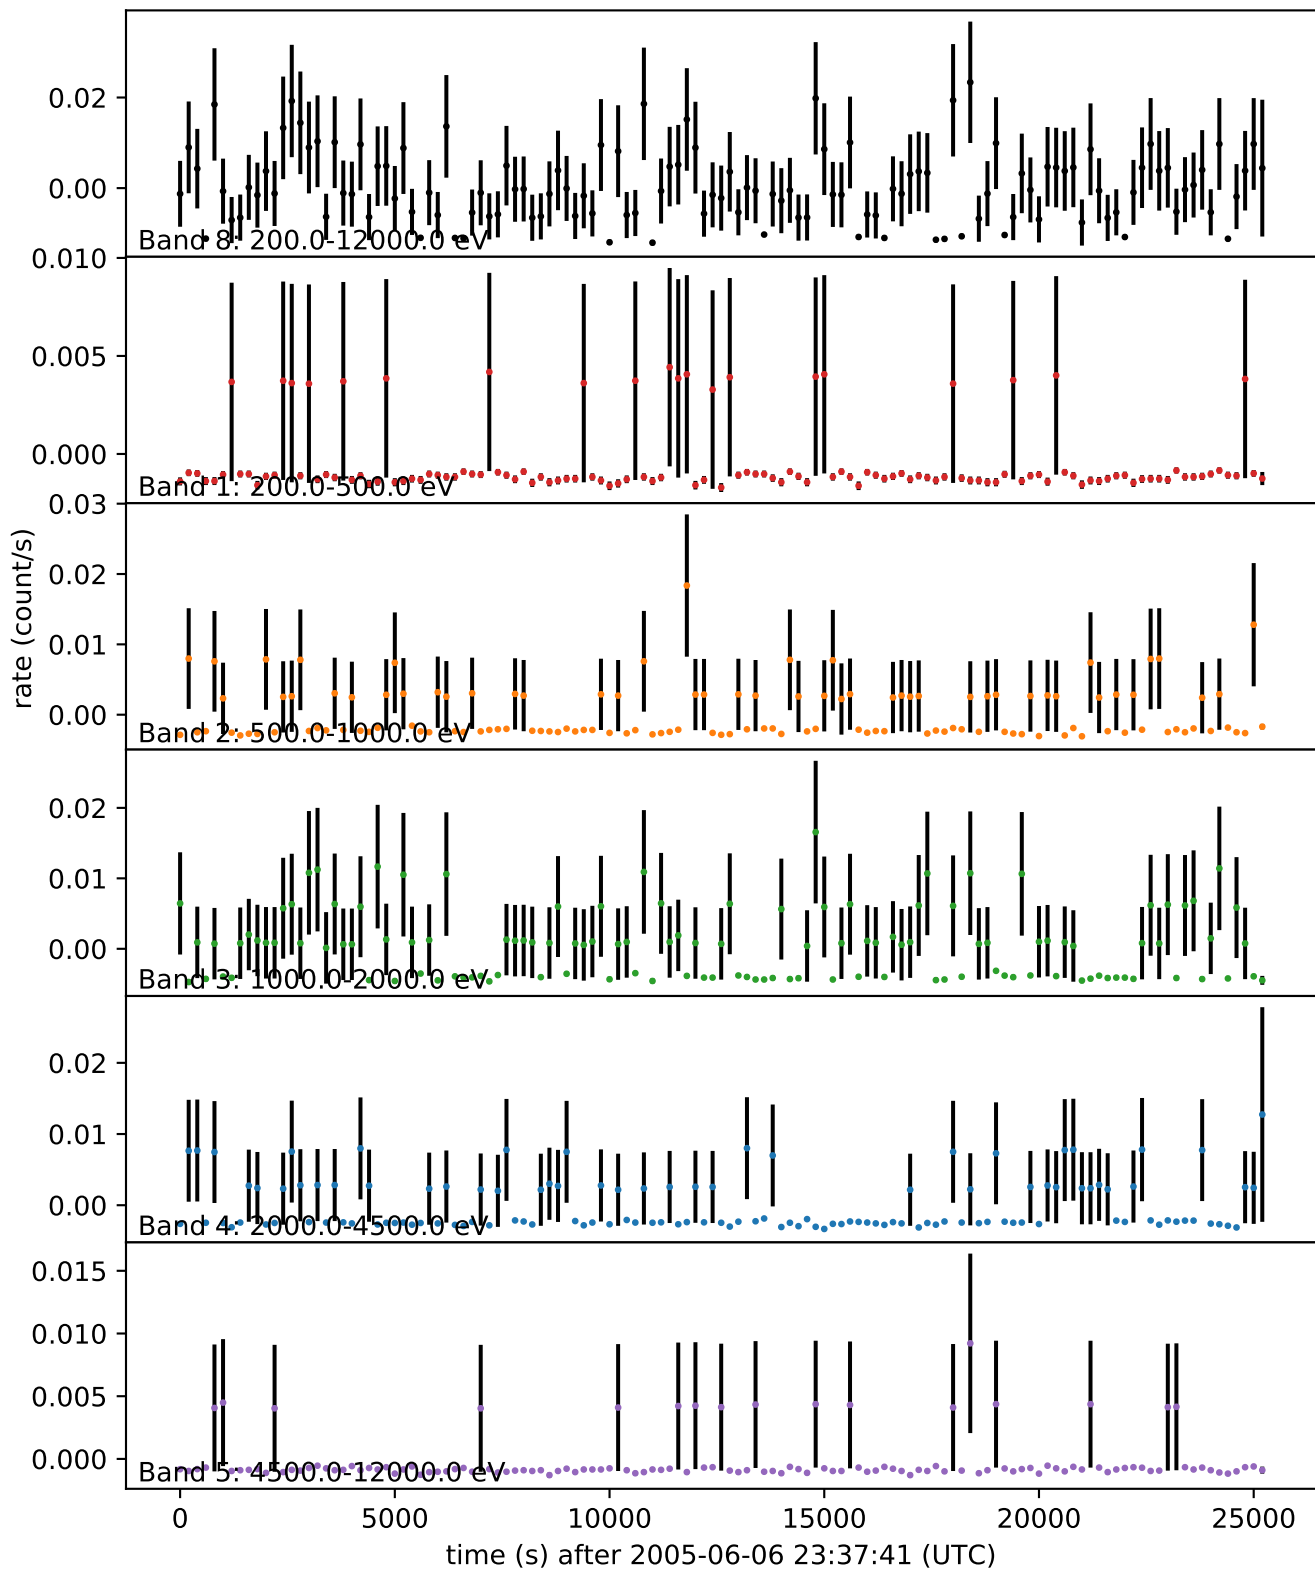 0.02
0.00
Band 8: 200.0-12000.0 eV
0.010
0.005
0.000
Band 1: 200.0-500.0 eV
0.03
0.02
0.01
0.00
Band 2: 500.0-1000.0 eV
rate (count/s)
0.02
0.01
0.00
Band 3: 1000.0-2000.0 eV
0.02
0.01
0.00
Band 4: 2000.0-4500.0 eV
0.015
0.010
0.005
0.000
Band 5: 4500.0-12000.0 eV
0 5000 10000 15000 20000 25000
time (s) after 2005-06-06 23:37:41 (UTC)